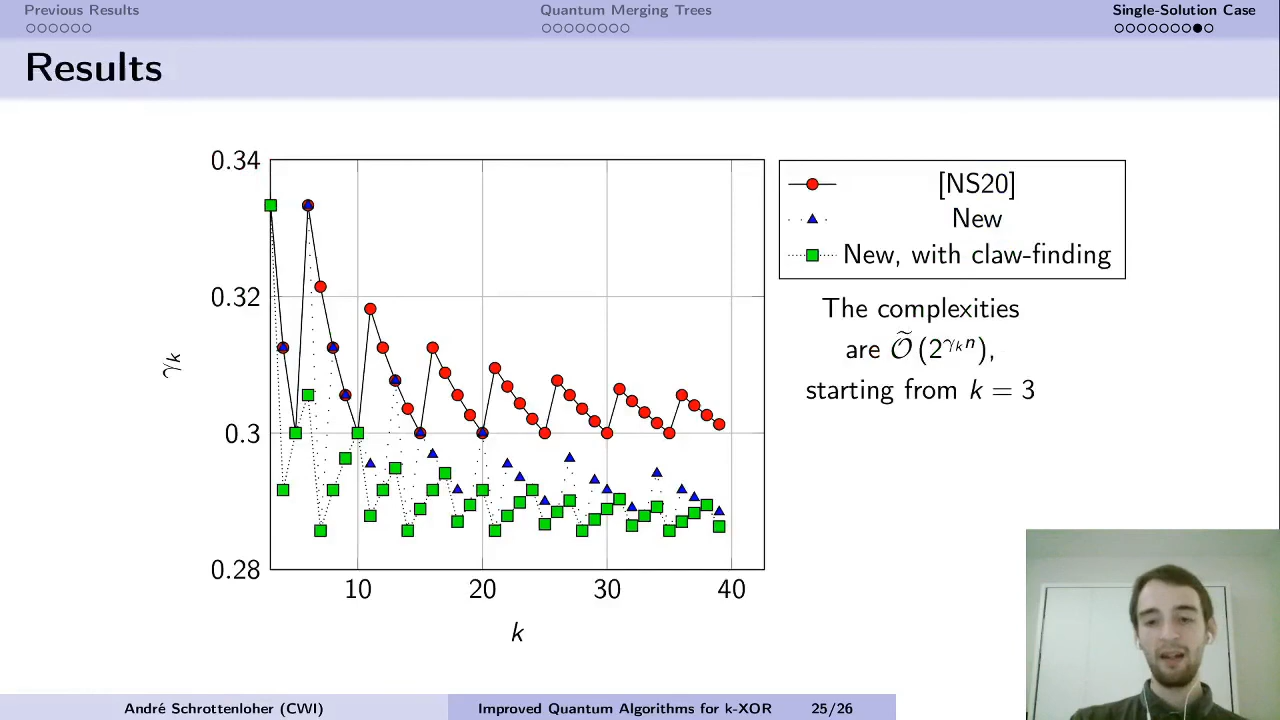 Previous Results
Quantum Merging Trees
Single-Solution Case
Results
0.34
0.32
0.3
0.28
γₖ
10
20
30
40
k
[NS20]
New
New, with claw-finding
The complexities
are Õ(2^{γₖn}),
starting from k = 3
André Schrottenloher (CWI)
Improved Quantum Algorithms for k-XOR
25/26